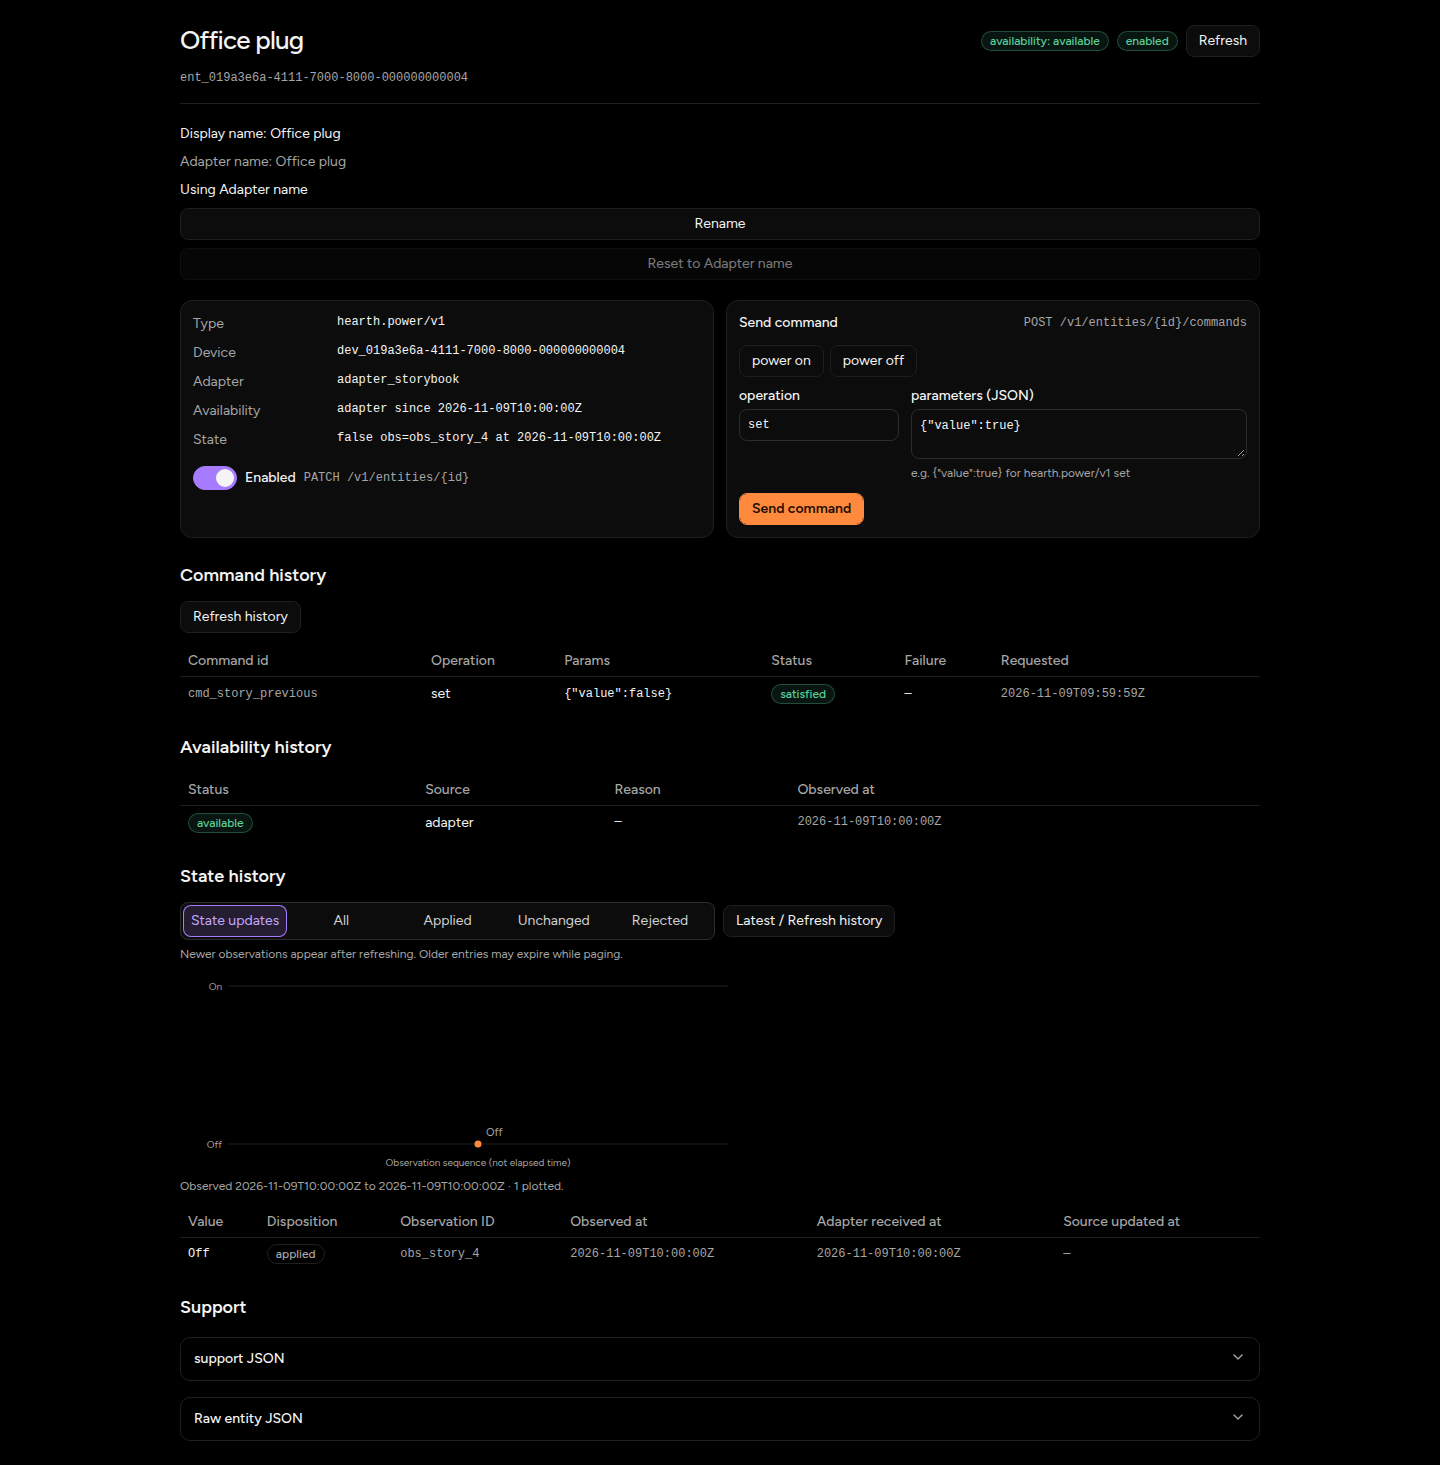 Office plug
availability: available
enabled
Refresh
ent_019a3e6a-4111-7000-8000-000000000004
Display name: Office plug
Adapter name: Office plug
Using Adapter name
Rename
Reset to Adapter name
Type hearth.power/v1
Device dev_019a3e6a-4111-7000-8000-000000000004
Adapter adapter_storybook
Availability adapter since 2026-11-09T10:00:00Z
State false obs=obs_story_4 at 2026-11-09T10:00:00Z
Enabled PATCH /v1/entities/{id}
Send command POST /v1/entities/{id}/commands
power on power off
operation parameters (JSON)
set {"value":true}
e.g. {"value":true} for hearth.power/v1 set
Send command
Command history
Refresh history
Command id Operation Params Status Failure Requested
cmd_story_previous set {"value":false} satisfied — 2026-11-09T09:59:59Z
Availability history
Status Source Reason Observed at
available adapter — 2026-11-09T10:00:00Z
State history
State updates All Applied Unchanged Rejected Latest / Refresh history
Newer observations appear after refreshing. Older entries may expire while paging.
On
Off
Off
Observation sequence (not elapsed time)
Observed 2026-11-09T10:00:00Z to 2026-11-09T10:00:00Z · 1 plotted.
Value Disposition Observation ID Observed at Adapter received at Source updated at
Off applied obs_story_4 2026-11-09T10:00:00Z 2026-11-09T10:00:00Z —
Support
support JSON
Raw entity JSON